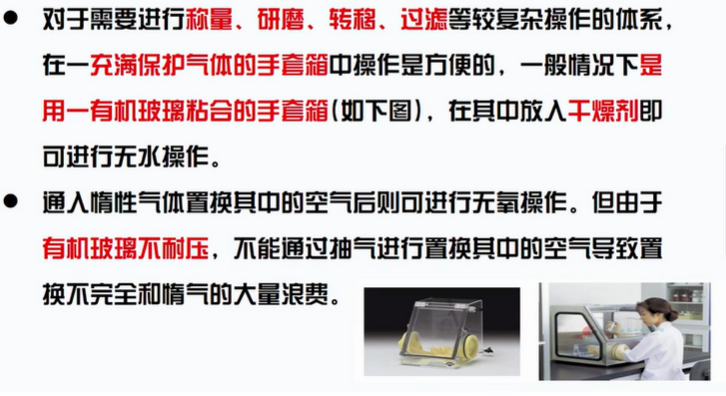 ● 对于需要进行称量、研磨、转移、过滤等较复杂操作的体系，
在一充满保护气体的手套箱中操作是方便的，一般情况下是
用一有机玻璃粘合的手套箱(如下图)，在其中放入干燥剂即
可进行无水操作。
● 通入惰性气体置换其中的空气后则可进行无氧操作。但由于
有机玻璃不耐压，不能通过抽气进行置换其中的空气导致置
换不完全和惰气的大量浪费。